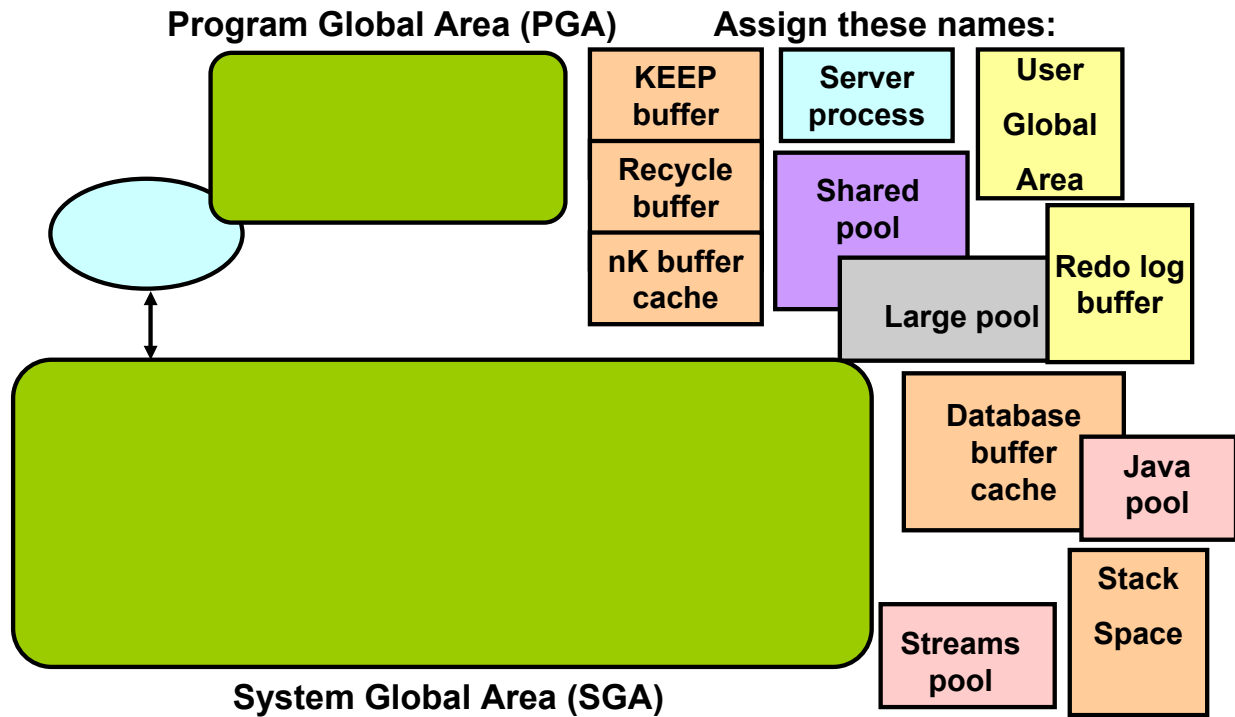 Program Global Area (PGA)
Assign these names:
KEEP
buffer
Server
process
User
Global
Area
Recycle
buffer
Shared
pool
nK buffer
cache
Redo log
buffer
Large pool
Database
buffer
cache
Java
pool
Stack
Space
Streams
pool
System Global Area (SGA)